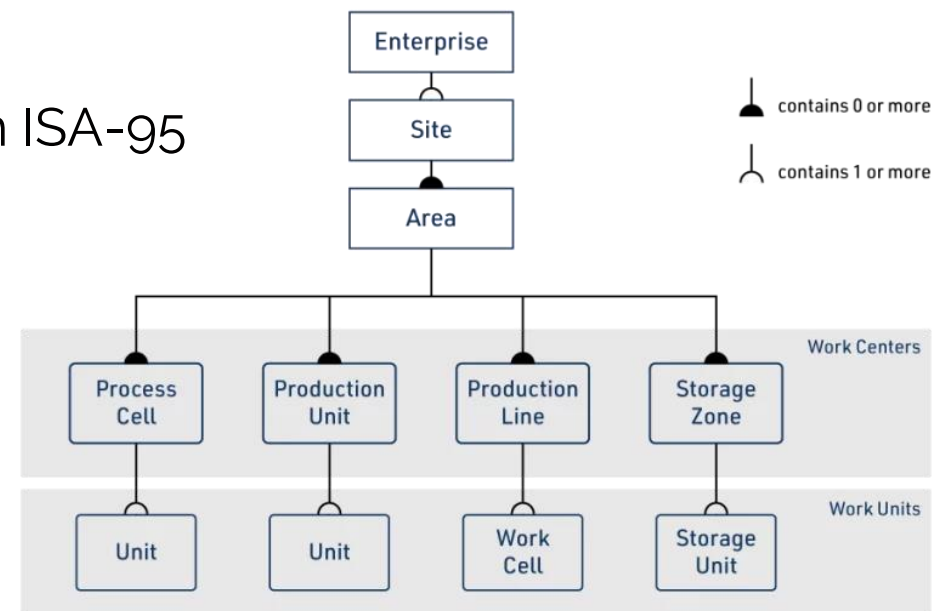 Enterprise
n ISA-95
Site
Area
contains 0 or more
contains 1 or more
Work Centers
Process
Cell
Production
Unit
Production
Line
Storage
Zone
Work Units
Unit
Unit
Work
Cell
Storage
Unit